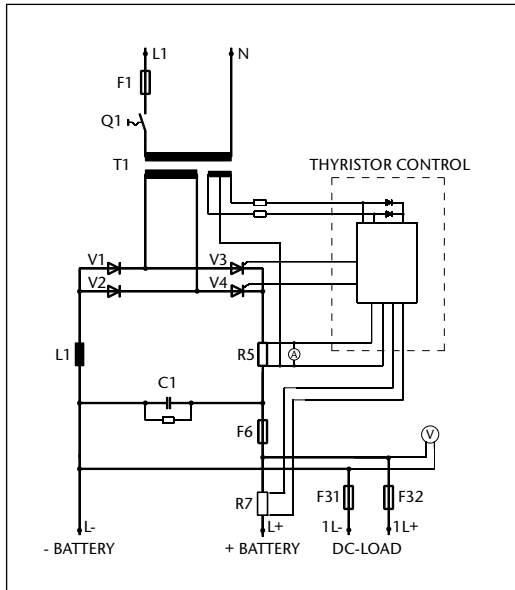 L1 N
F1
Q1
T1 THYRISTOR CONTROL
V1 V3
V2 V4
L1 R5 A
C1
F6 V
F31 F32
R7
L- L+ 1L- 1L+
- BATTERY + BATTERY DC-LOAD